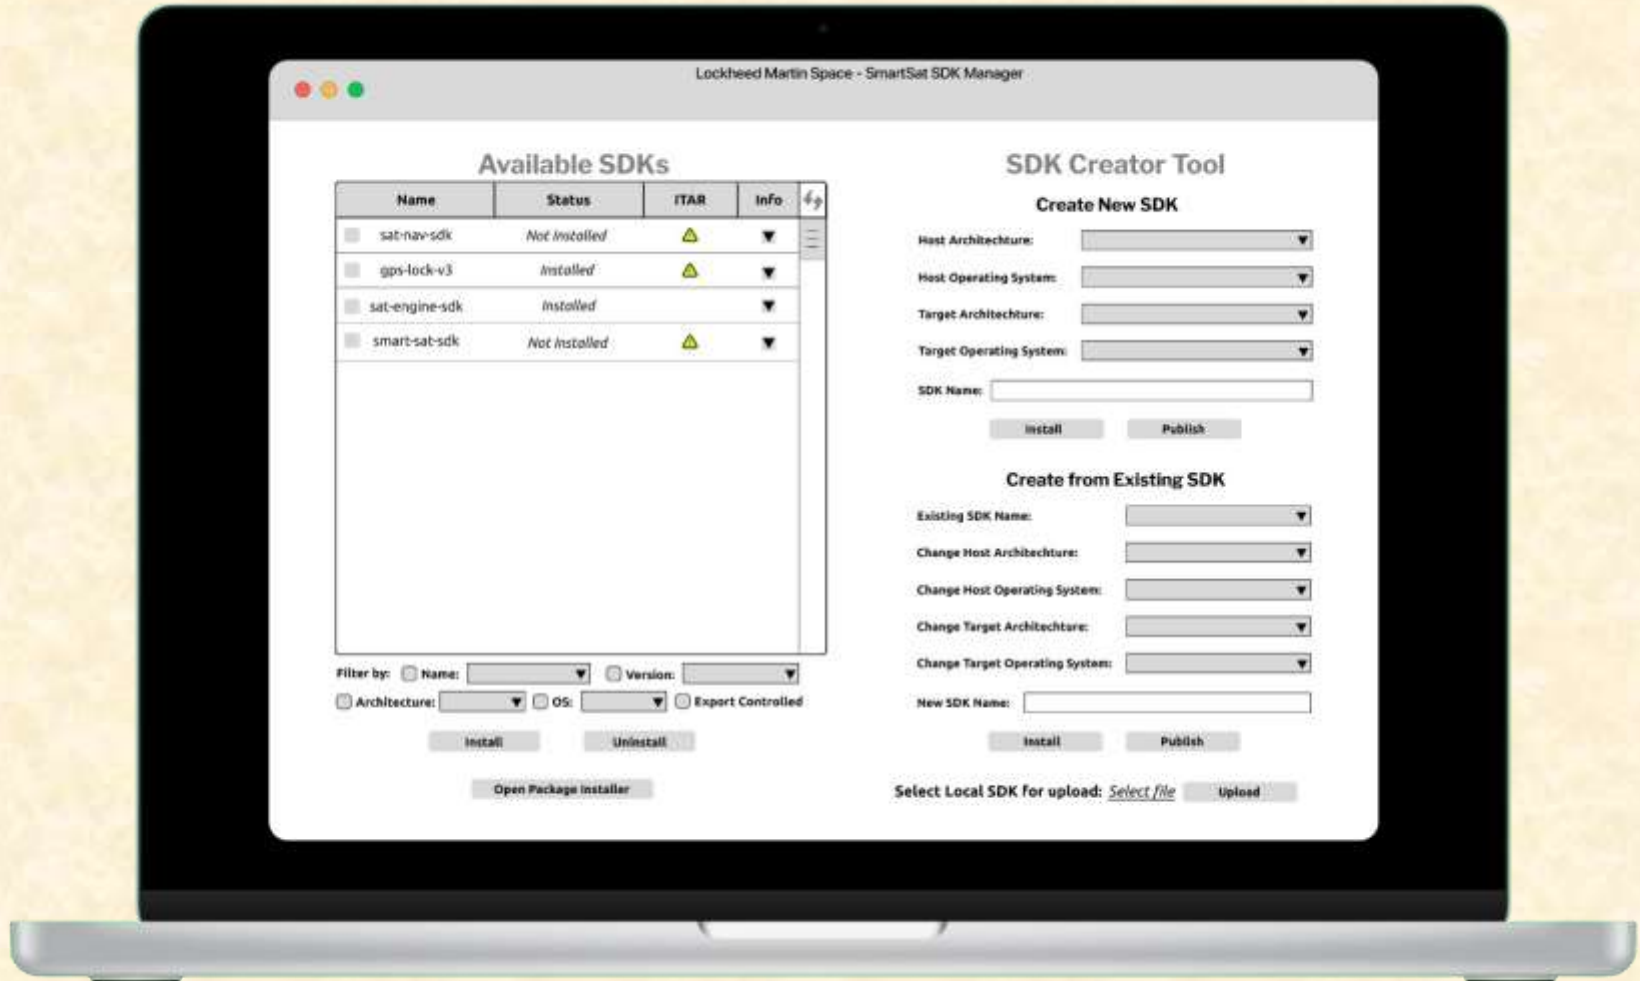 Lockheed Martin Space - SmartSat SDK Manager
Available SDKs
Name Status ITAR Info
sat-nav-sdk Not Installed
gps-lock-v3 Installed
sat-engine-sdk Installed
smart-sat-sdk Not Installed
Filter by: Name: Version:
Architecture: OS: Export Controlled
Install Uninstall
Open Package Installer
SDK Creator Tool
Create New SDK
Host Architechture:
Host Operating System:
Target Architechture:
Target Operating System:
SDK Name:
Install Publish
Create from Existing SDK
Existing SDK Name:
Change Host Architechture:
Change Host Operating System:
Change Target Architechture:
Change Target Operating System:
New SDK Name:
Install Publish
Select Local SDK for upload: Select file Upload